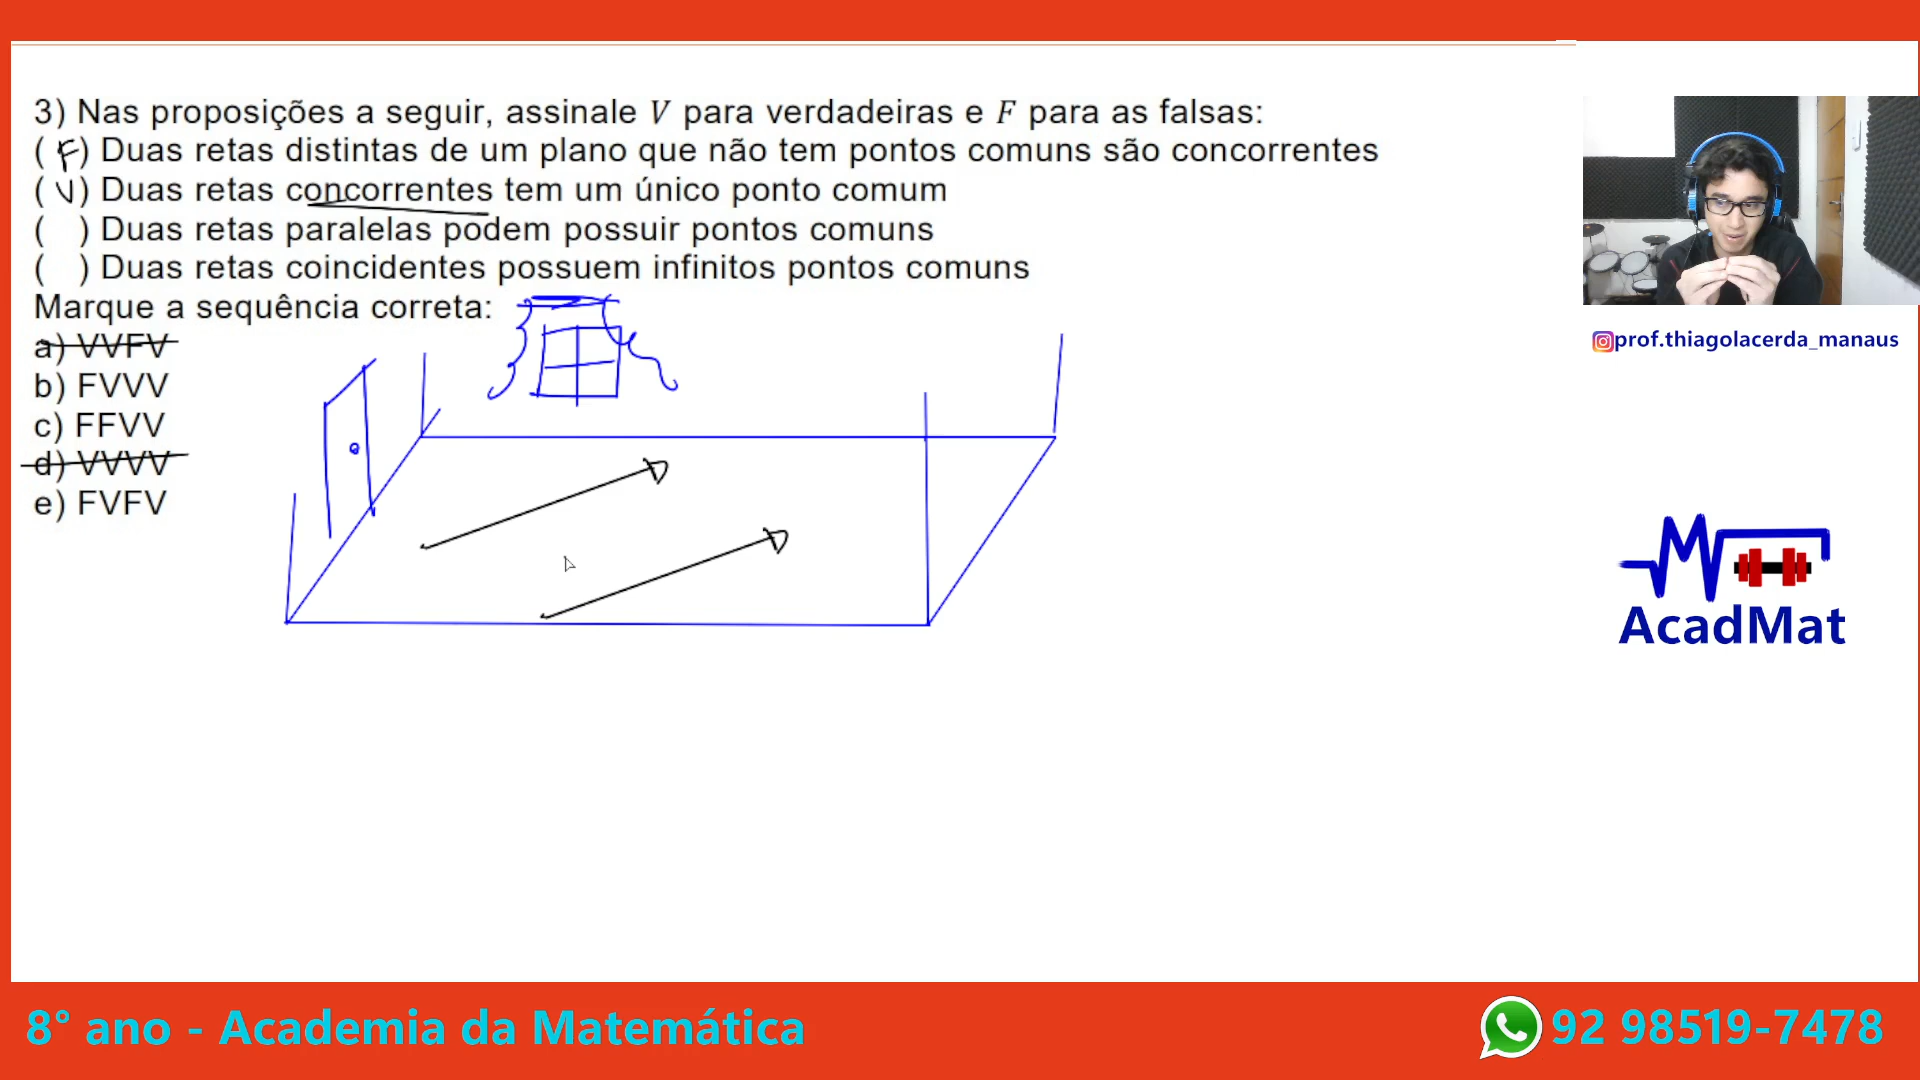 3) Nas proposições a seguir, assinale V para verdadeiras e F para as falsas:
( F ) Duas retas distintas de um plano que não tem pontos comuns são concorrentes
( V ) Duas retas concorrentes tem um único ponto comum
( ) Duas retas paralelas podem possuir pontos comuns
( ) Duas retas coincidentes possuem infinitos pontos comuns
Marque a sequência correta:
a) VVFV
b) FVVV
c) FFVV
d) VVVV
e) FVFV
prof.thiagolacerda_manaus
AcadMat
8° ano - Academia da Matemática
92 98519-7478